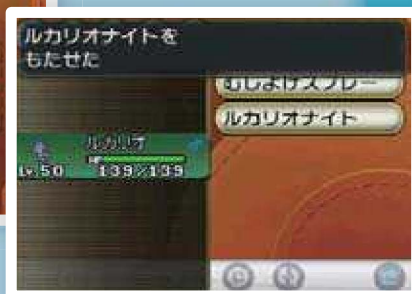 ルカリオナイトを
もたせた
むしよけスプレー
ルカリオナイト
ルカリオ
Lv.50 139/139